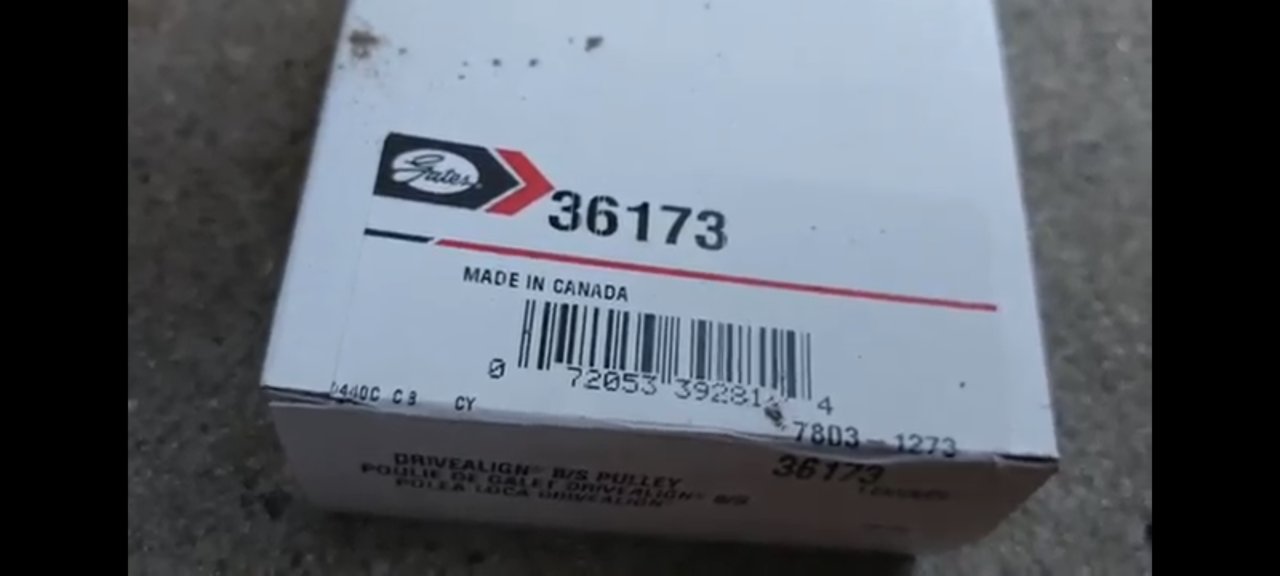 Gates
36173
MADE IN CANADA
0 72053 39281 4
C 8 CY
7803-1273
36173
DRIVEALIGN® B/S PULLEY
POULIE DE GALET DRIVEALIGN® B/S
POLEA LOCA DRIVEALIGN